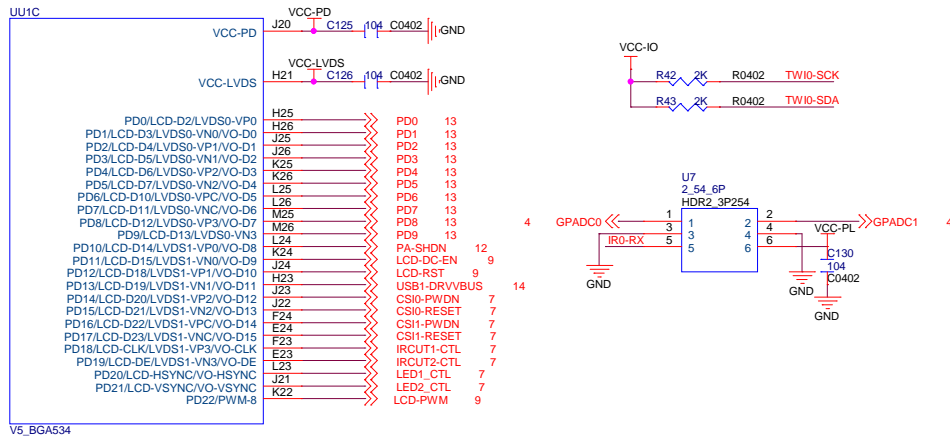 UU1C
VCC-PD J20 VCC-PD C125 104 C0402 GND
VCC-LVDS H21 VCC-LVDS C126 104 C0402 GND
PD0/LCD-D2/LVDS0-VP0 H25 PD0 13
PD1/LCD-D3/LVDS0-VN0/VO-D0 H26 PD1 13
PD2/LCD-D4/LVDS0-VP1/VO-D1 J25 PD2 13
PD3/LCD-D5/LVDS0-VN1/VO-D2 J26 PD3 13
PD4/LCD-D6/LVDS0-VP2/VO-D3 K25 PD4 13
PD5/LCD-D7/LVDS0-VN2/VO-D4 K26 PD5 13
PD6/LCD-D10/LVDS0-VPC/VO-D5 L25 PD6 13
PD7/LCD-D11/LVDS0-VNC/VO-D6 L26 PD7 13
PD8/LCD-D12/LVDS0-VP3/VO-D7 M25 PD8 13
PD9/LCD-D13/LVDS0-VN3 M26 PD9 13
PD10/LCD-D14/LVDS1-VP0/VO-D8 L24 PA-SHDN 12
PD11/LCD-D15/LVDS1-VN0/VO-D9 K24 LCD-DC-EN 9
PD12/LCD-D18/LVDS1-VP1/VO-D10 J24 LCD-RST 9
PD13/LCD-D19/LVDS1-VN1/VO-D11 H23 USB1-DRVVBUS 14
PD14/LCD-D20/LVDS1-VP2/VO-D12 J23 CSI0-PWDN 7
PD15/LCD-D21/LVDS1-VN2/VO-D13 J22 CSI0-RESET 7
PD16/LCD-D22/LVDS1-VPC/VO-D14 F24 CSI1-PWDN 7
PD17/LCD-D23/LVDS1-VNC/VO-D15 E24 CSI1-RESET 7
PD18/LCD-CLK/LVDS1-VP3/VO-CLK F23 IRCUT1-CTL 7
PD19/LCD-DE/LVDS1-VN3/VO-DE E23 IRCUT2-CTL 7
PD20/LCD-HSYNC/VO-HSYNC L23 LED1_CTL 7
PD21/LCD-VSYNC/VO-VSYNC J21 LED2_CTL 7
PD22/PWM-8 K22 LCD-PWM 9
V5_BGA534
VCC-IO
R42 2K R0402 TWI0-SCK
R43 2K R0402 TWI0-SDA
U7
2_54_6P
HDR2_3P254
4 GPADC0 1 1 2 2 GPADC1 4
3 3 4 4 VCC-PL
IR0-RX 5 5 6 6
C130
104
C0402
GND
GND
GND